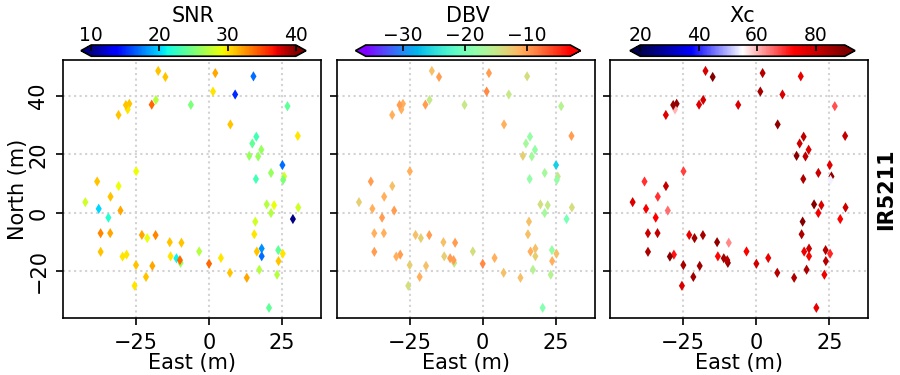 SNR DBV Xc
10 20 30 40 −30 −20 −10 20 40 60 80
40
20
0
−20
North (m)
−25 0 25 −25 0 25 −25 0 25
East (m) East (m) East (m)
IR5211